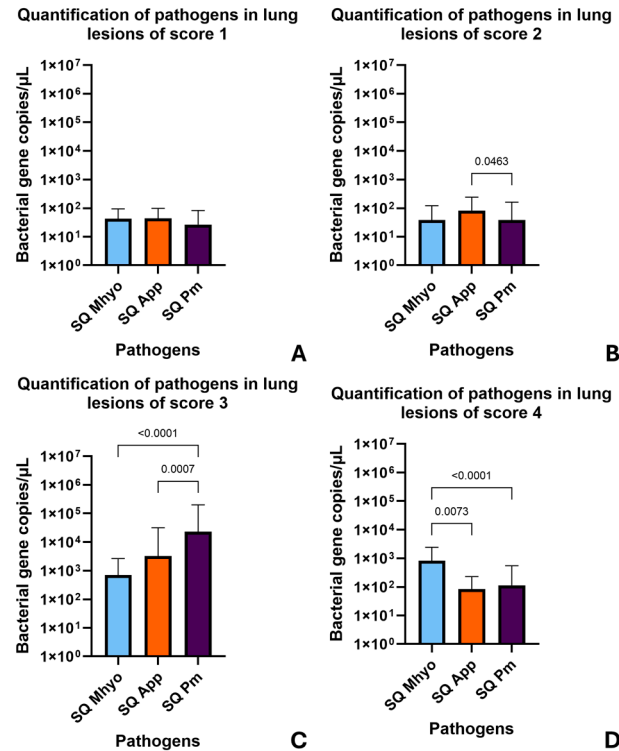 Quantification of pathogens in lung
lesions of score 1
Bacterial gene copies/µL
1×10⁷
1×10⁶
1×10⁵
1×10⁴
1×10³
1×10²
1×10¹
1×10⁰
SQ Mhyo
SQ App
SQ Pm
Pathogens
A
Quantification of pathogens in lung
lesions of score 2
Bacterial gene copies/µL
1×10⁷
1×10⁶
1×10⁵
1×10⁴
1×10³
1×10²
1×10¹
1×10⁰
0.0463
SQ Mhyo
SQ App
SQ Pm
Pathogens
B
Quantification of pathogens in lung
lesions of score 3
Bacterial gene copies/µL
1×10⁷
1×10⁶
1×10⁵
1×10⁴
1×10³
1×10²
1×10¹
1×10⁰
<0.0001
0.0007
SQ Mhyo
SQ App
SQ Pm
Pathogens
C
Quantification of pathogens in lung
lesions of score 4
Bacterial gene copies/µL
1×10⁷
1×10⁶
1×10⁵
1×10⁴
1×10³
1×10²
1×10¹
1×10⁰
<0.0001
0.0073
SQ Mhyo
SQ App
SQ Pm
Pathogens
D